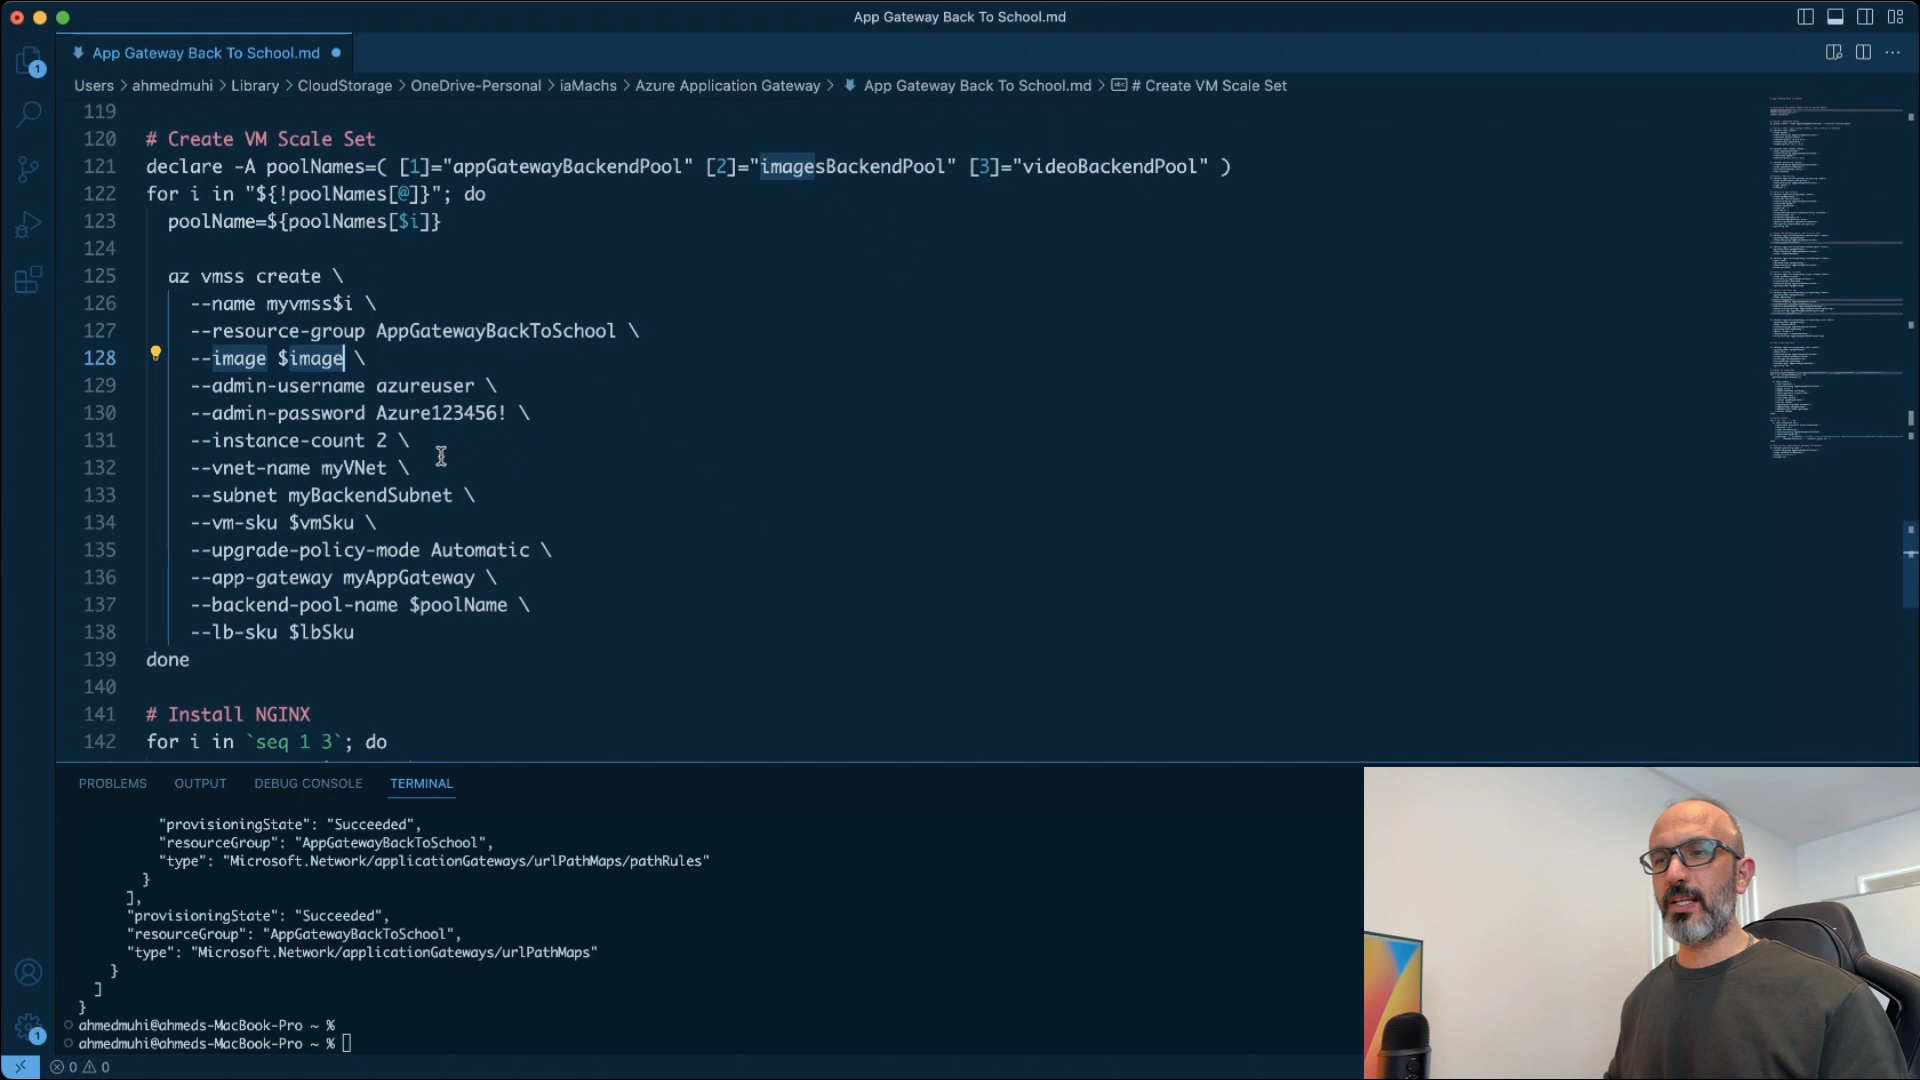 App Gateway Back To School.md
App Gateway Back To School.md
1
Users > ahmedmuhi > Library > CloudStorage > OneDrive-Personal > iaMachs > Azure Application Gateway > App Gateway Back To School.md > # Create VM Scale Set
119
120 # Create VM Scale Set
121 declare -A poolNames=( [1]="appGatewayBackendPool" [2]="imagesBackendPool" [3]="videoBackendPool" )
122 for i in "${!poolNames[@]}"; do
123 poolName=${poolNames[$i]}
124
125 az vmss create \
126 --name myvmss$i \
127 --resource-group AppGatewayBackToSchool \
128 --image $image \
129 --admin-username azureuser \
130 --admin-password Azure123456! \
131 --instance-count 2 \
132 --vnet-name myVNet \
133 --subnet myBackendSubnet \
134 --vm-sku $vmSku \
135 --upgrade-policy-mode Automatic \
136 --app-gateway myAppGateway \
137 --backend-pool-name $poolName \
138 --lb-sku $lbSku
139 done
140
141 # Install NGINX
142 for i in `seq 1 3`; do
PROBLEMS OUTPUT DEBUG CONSOLE TERMINAL
"provisioningState": "Succeeded",
"resourceGroup": "AppGatewayBackToSchool",
"type": "Microsoft.Network/applicationGateways/urlPathMaps/pathRules"
}
],
"provisioningState": "Succeeded",
"resourceGroup": "AppGatewayBackToSchool",
"type": "Microsoft.Network/applicationGateways/urlPathMaps"
}
]
}
ahmedmuhi@ahmeds-MacBook-Pro ~ %
ahmedmuhi@ahmeds-MacBook-Pro ~ %
1
0 0